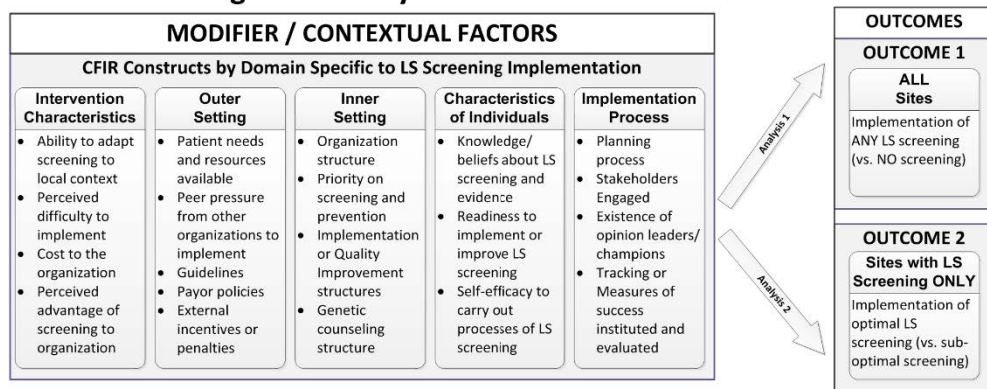 MODIFIER / CONTEXTUAL FACTORS
CFIR Constructs by Domain Specific to LS Screening Implementation
Intervention
Characteristics
• Ability to adapt
screening to
local context
• Perceived
difficulty to
implement
• Cost to the
organization
• Perceived
advantage of
screening to
organization
Outer
Setting
• Patient needs
and resources
available
• Peer pressure
from other
organizations to
implement
• Guidelines
• Payor policies
• External
incentives or
penalties
Inner
Setting
• Organization
structure
• Priority on
screening and
prevention
• Implementation
or Quality
Improvement
structures
• Genetic
counseling
structure
Characteristics
of Individuals
• Knowledge/
beliefs about LS
screening and
evidence
• Readiness to
implement or
improve LS
screening
• Self-efficacy to
carry out
processes of LS
screening
Implementation
Process
• Planning
process
• Stakeholders
Engaged
• Existence of
opinion leaders/
champions
• Tracking or
Measures of
success
instituted and
evaluated
Analysis 1
Analysis 2
OUTCOMES
OUTCOME 1
ALL
Sites
Implementation of
ANY LS screening
(vs. NO screening)
OUTCOME 2
Sites with LS
Screening ONLY
Implementation of
optimal LS
screening (vs. sub-
optimal screening)